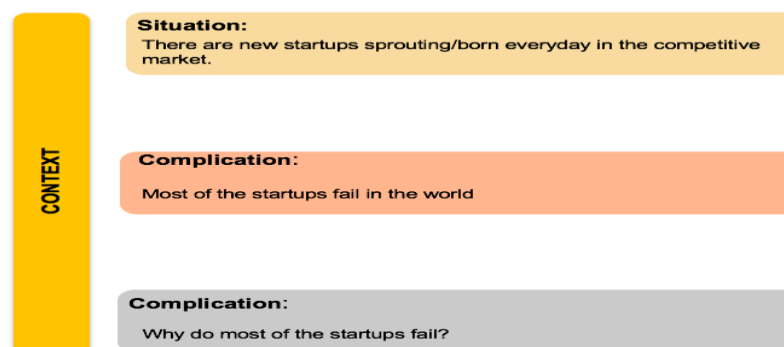 CONTEXT
Situation:
There are new startups sprouting/born everyday in the competitive
market.
Complication:
Most of the startups fail in the world
Complication:
Why do most of the startups fail?